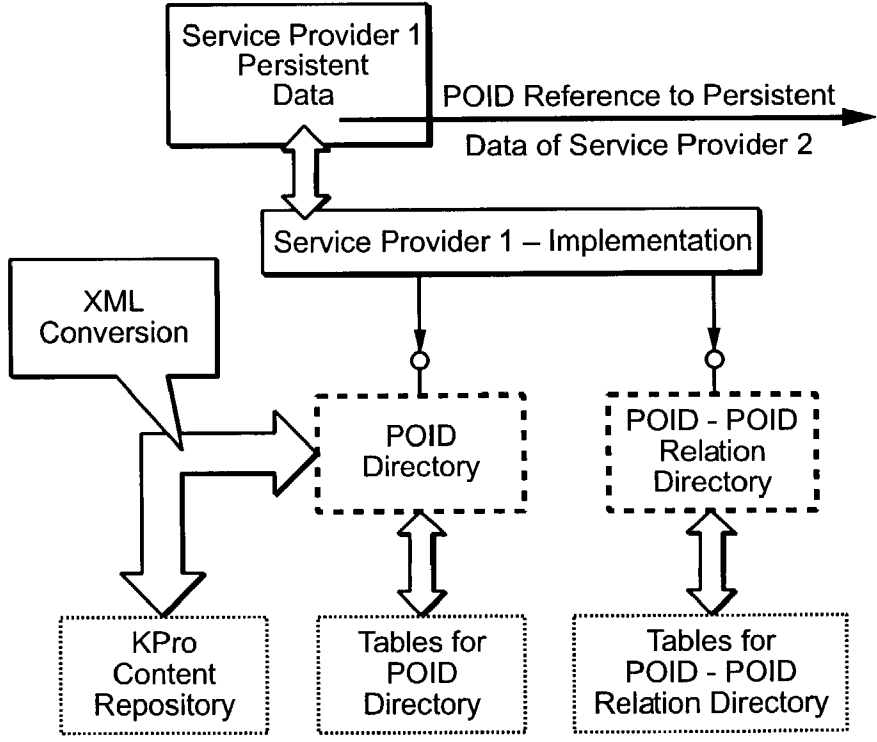 Service Provider 1
Persistent
Data
POID Reference to Persistent
Data of Service Provider 2
Service Provider 1 – Implementation
XML
Conversion
POID
Directory
POID - POID
Relation
Directory
KPro
Content
Repository
Tables for
POID
Directory
Tables for
POID - POID
Relation Directory